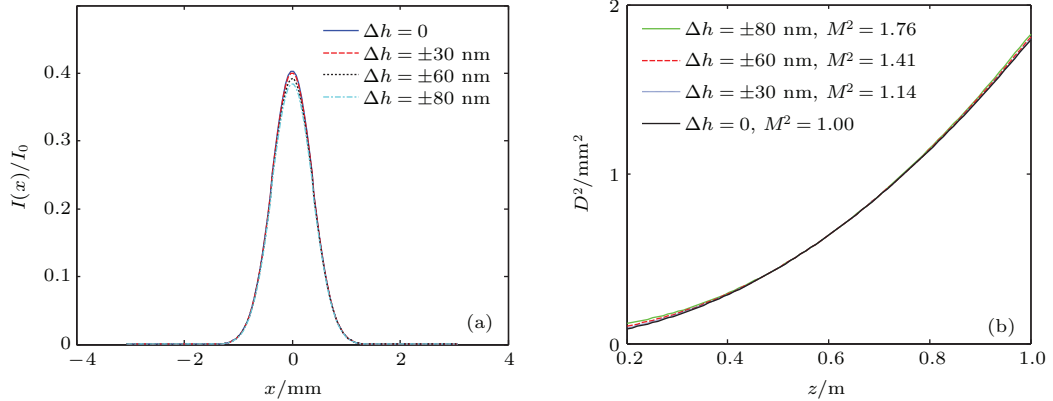 Δh = 0
Δh = ±30 nm
Δh = ±60 nm
Δh = ±80 nm
0.4
0.3
0.2
0.1
0
−4
−2
0
2
4
I(x)/I0
x/mm
(a)
Δh = ±80 nm, M² = 1.76
Δh = ±60 nm, M² = 1.41
Δh = ±30 nm, M² = 1.14
Δh = 0, M² = 1.00
2
1
0
0.2
0.4
0.6
0.8
1.0
D²/mm²
z/m
(b)